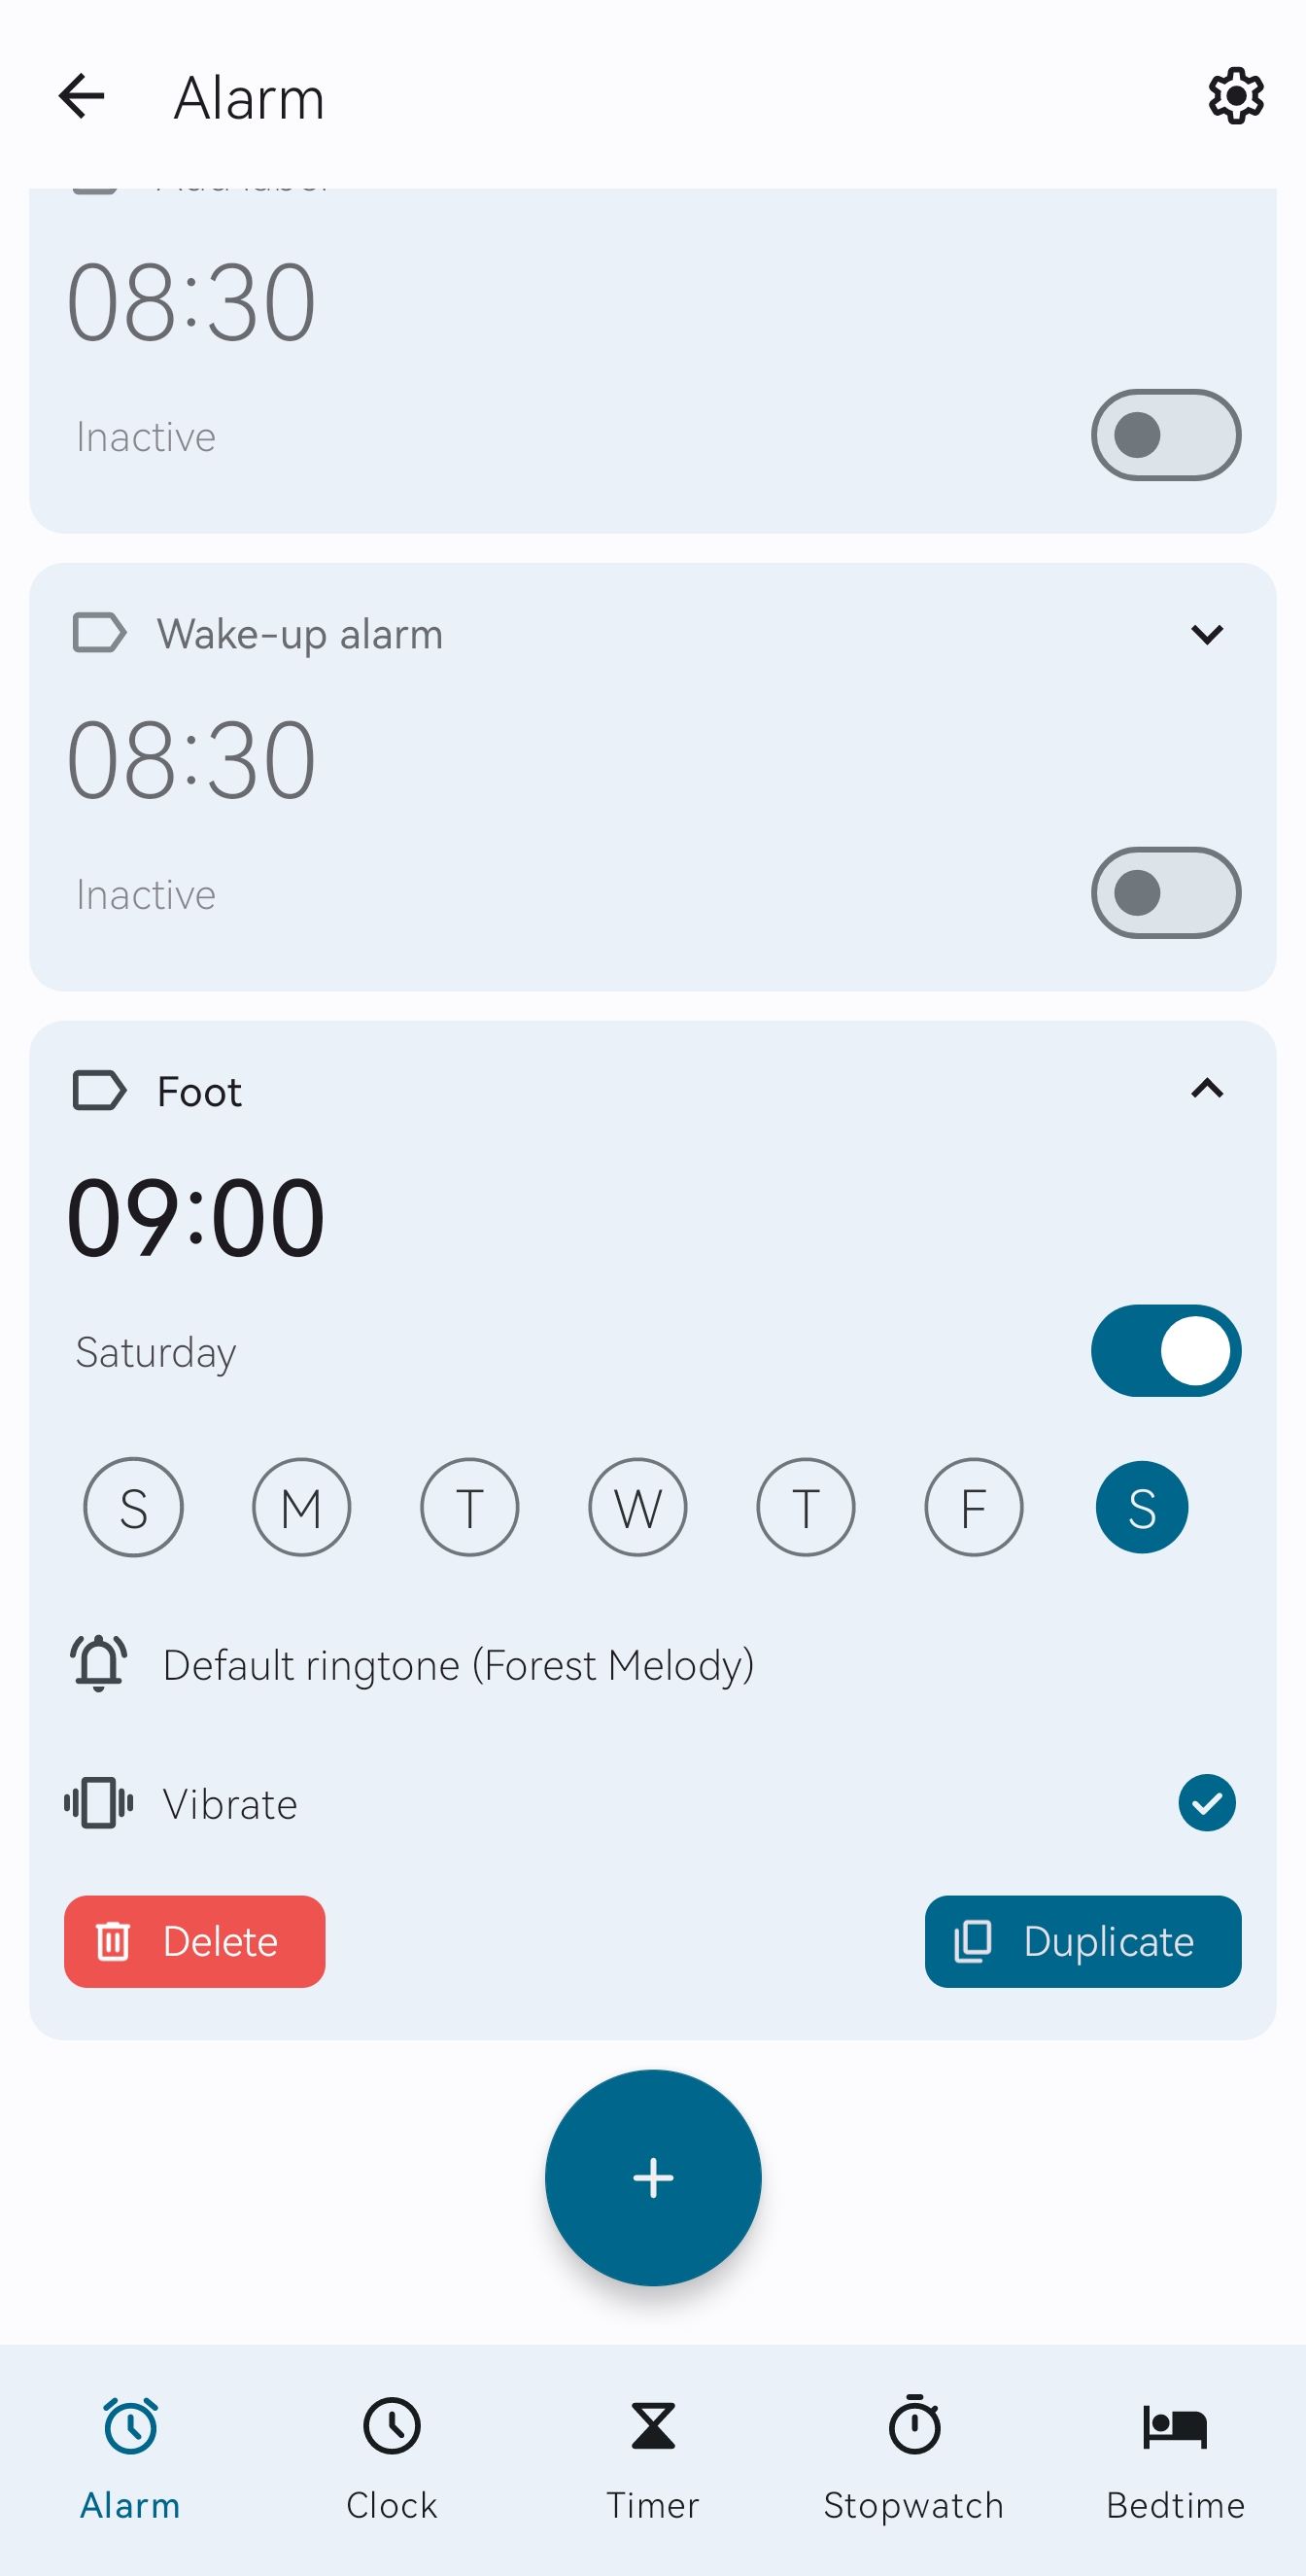 Alarm
08:30
Inactive
Wake-up alarm
08:30
Inactive
Foot
09:00
Saturday
S M T W T F S
Default ringtone (Forest Melody)
Vibrate
Delete Duplicate
Alarm Clock Timer Stopwatch Bedtime